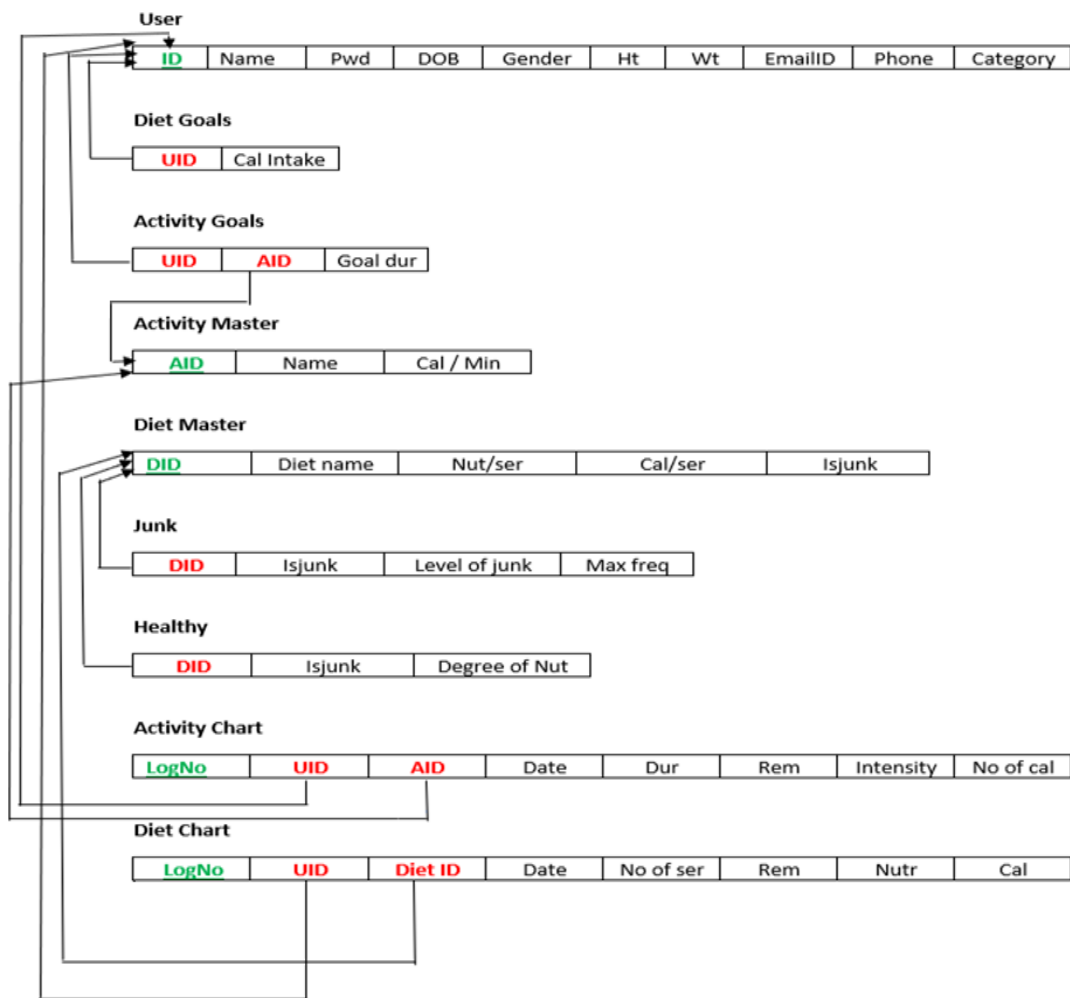 User
ID Name Pwd DOB Gender Ht Wt EmailID Phone Category
Diet Goals
UID Cal Intake
Activity Goals
UID AID Goal dur
Activity Master
AID Name Cal / Min
Diet Master
DID Diet name Nut/ser Cal/ser Isjunk
Junk
DID Isjunk Level of junk Max freq
Healthy
DID Isjunk Degree of Nut
Activity Chart
LogNo UID AID Date Dur Rem Intensity No of cal
Diet Chart
LogNo UID Diet ID Date No of ser Rem Nutr Cal